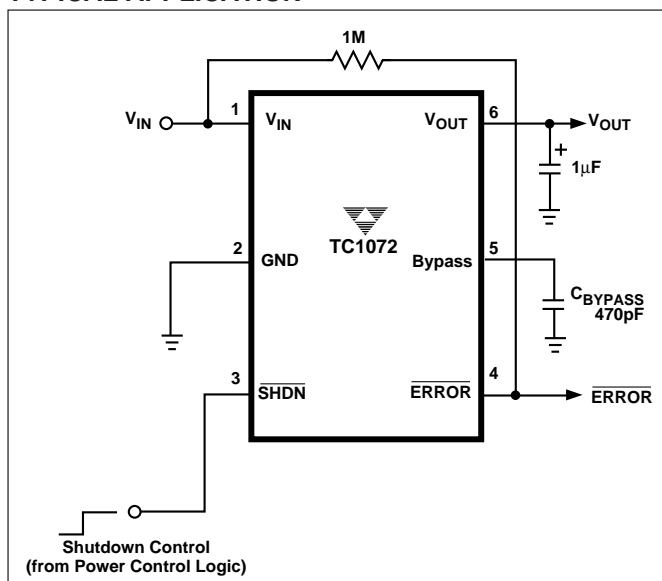 1M
V_IN
1
V_IN
V_OUT
6
V_OUT
+
1µF
TC1072
2
GND
Bypass
5
C_BYPASS
470pF
3
SHDN
ERROR
4
ERROR
Shutdown Control
(from Power Control Logic)